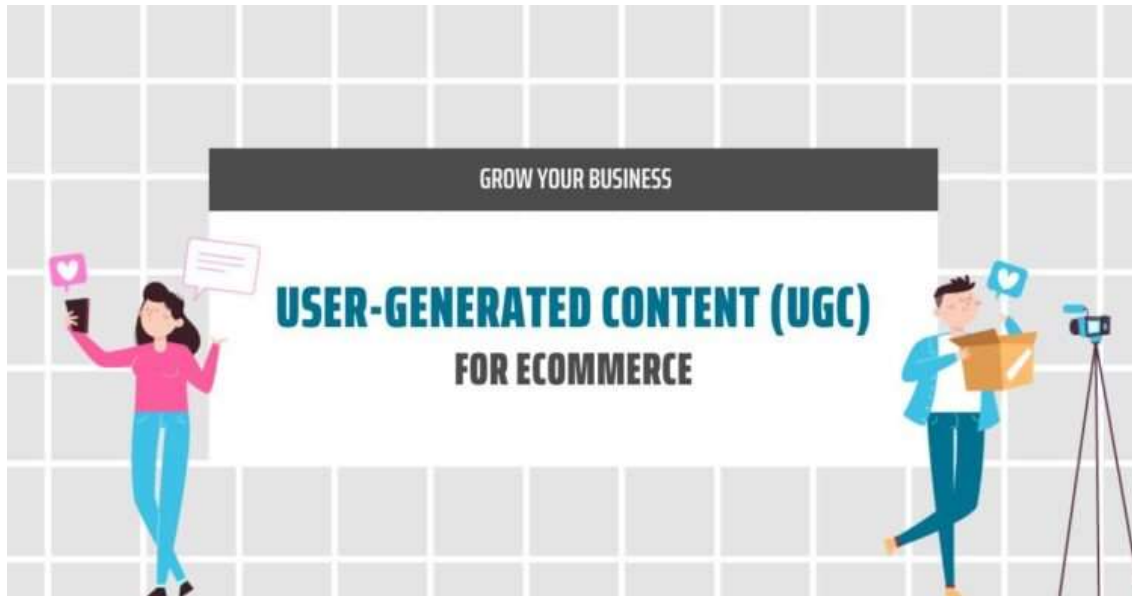 GROW YOUR BUSINESS
USER-GENERATED CONTENT (UGC)
FOR ECOMMERCE